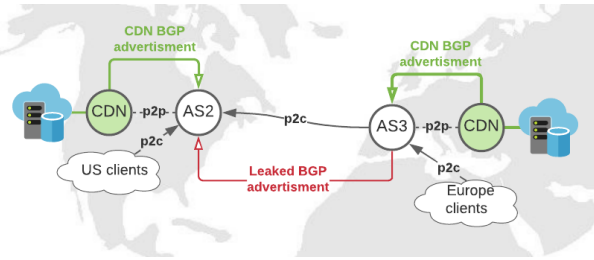 CDN BGP
advertisment
CDN BGP
advertisment
CDN
p2p
AS2
p2c
AS3
p2p
CDN
p2c
US clients
Leaked BGP
advertisment
p2c
Europe
clients